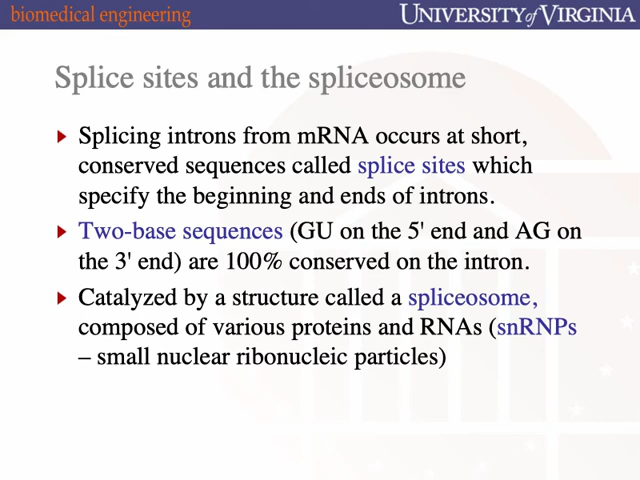 biomedical engineering
UNIVERSITY of VIRGINIA
Splice sites and the spliceosome
Splicing introns from mRNA occurs at short,
conserved sequences called splice sites which
specify the beginning and ends of introns.
Two-base sequences (GU on the 5' end and AG on
the 3' end) are 100% conserved on the intron.
Catalyzed by a structure called a spliceosome,
composed of various proteins and RNAs (snRNPs
– small nuclear ribonucleic particles)